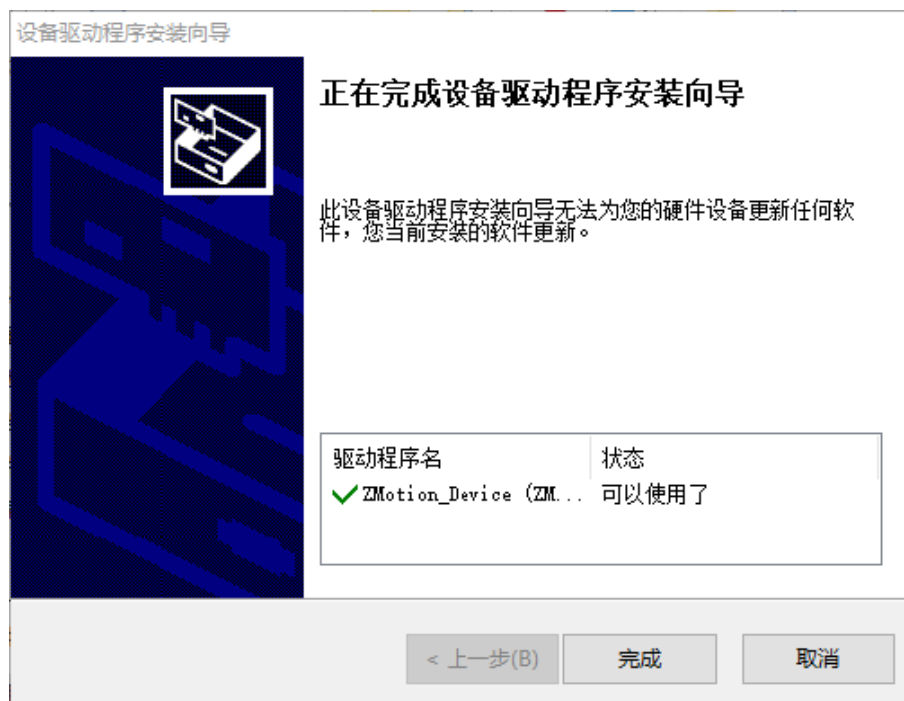 设备驱动程序安装向导
正在完成设备驱动程序安装向导
此设备驱动程序安装向导无法为您的硬件设备更新任何软
件，您当前安装的软件更新。
驱动程序名 状态
ZMotion_Device (ZM... 可以使用了
< 上一步(B) 完成 取消